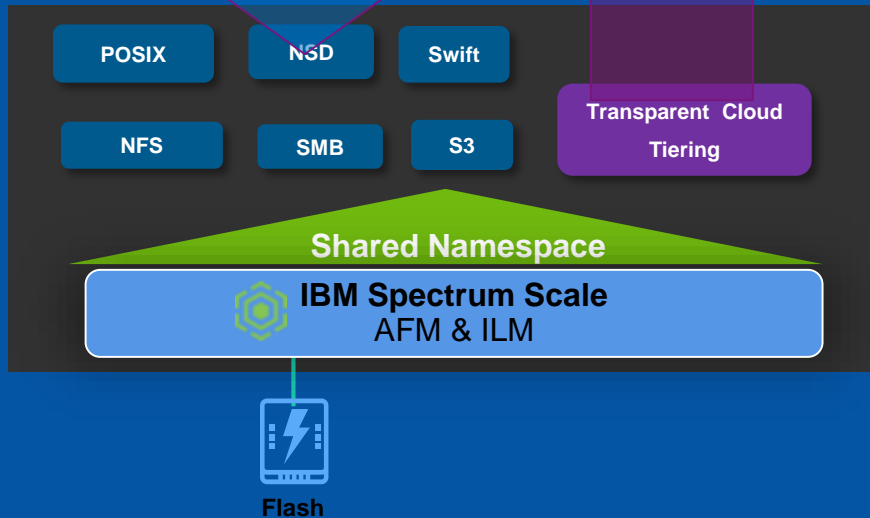 POSIX
NSD
Swift
Transparent Cloud
Tiering
NFS
SMB
S3
Shared Namespace
IBM Spectrum Scale
AFM & ILM
Flash